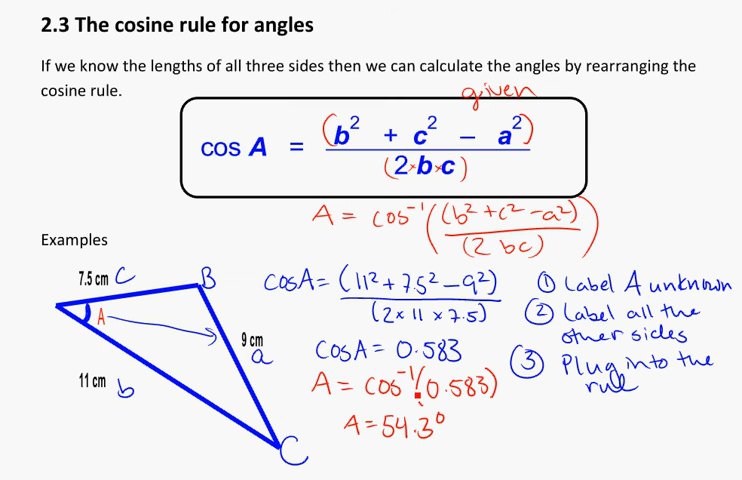 2.3 The cosine rule for angles
If we know the lengths of all three sides then we can calculate the angles by rearranging the
cosine rule.
given
cos A = (b² + c² − a²) / (2×b×c)
A = cos⁻¹((b² + c² − a²) / (2bc))
Examples
7.5 cm C
B
A
9 cm
a
11 cm b
C
cosA = (11² + 7.5² − 9²) / (2×11×7.5)
cosA = 0.583
A = cos⁻¹(0.583)
A = 54.3°
① Label A unknown
② Label all the
other sides
③ Plug into the
rule